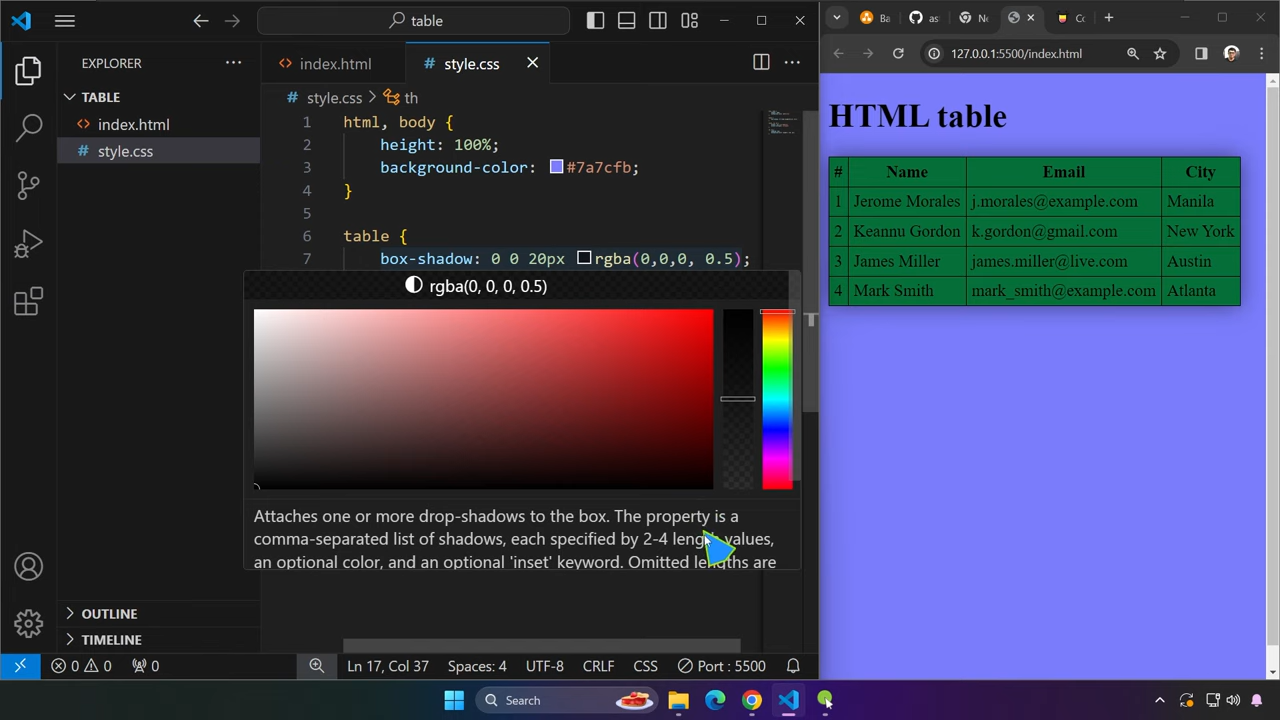 table
Ba
as
Ne
Co
EXPLORER
index.html
style.css
127.0.0.1:5500/index.html
TABLE
style.css
th
index.html
style.css
1
html, body {
2
height: 100%;
3
background-color: #7a7cfb;
4
}
5
6
table {
7
box-shadow: 0 0 20px rgba(0,0,0, 0.5);
rgba(0, 0, 0, 0.5)
Attaches one or more drop-shadows to the box. The property is a
comma-separated list of shadows, each specified by 2-4 length values,
an optional color, and an optional 'inset' keyword. Omitted lengths are
HTML table
# Name Email City
1 Jerome Morales j.morales@example.com Manila
2 Keannu Gordon k.gordon@gmail.com New York
3 James Miller james.miller@live.com Austin
4 Mark Smith mark_smith@example.com Atlanta
OUTLINE
TIMELINE
0 0 0 Ln 17, Col 37 Spaces: 4 UTF-8 CRLF CSS Port : 5500
Search